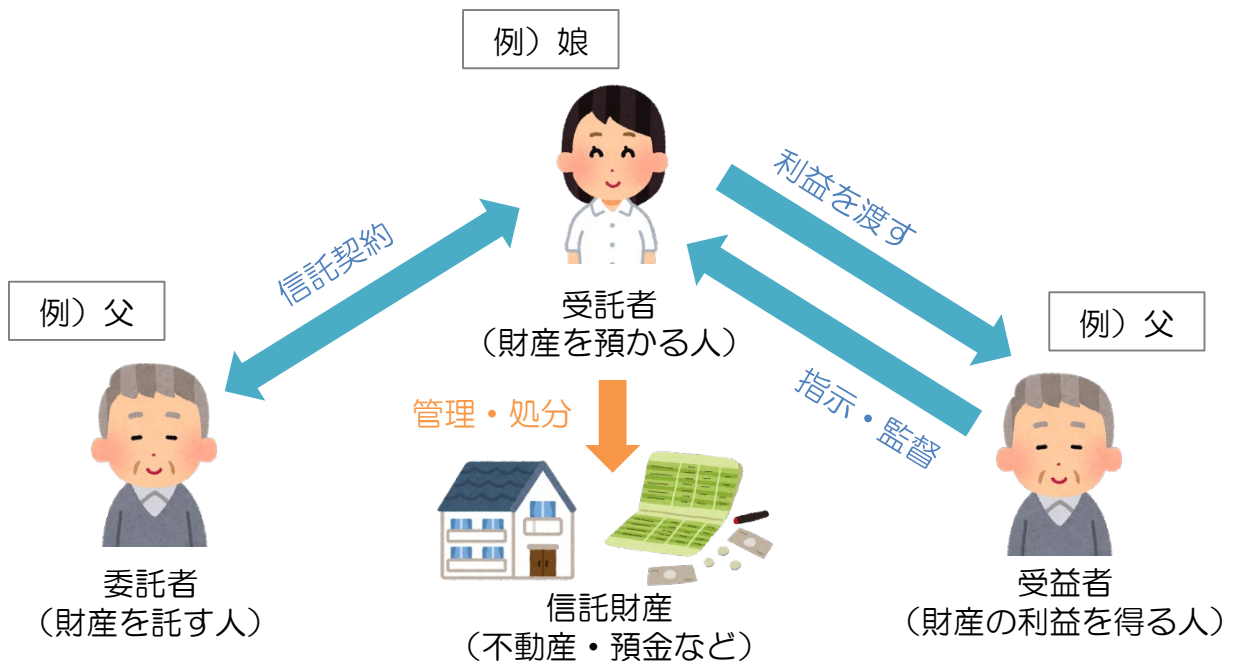 例）娘
利益を渡す
信託契約
受託者
（財産を預かる人）
例）父
例）父
指示・監督
管理・処分
委託者
（財産を託す人）
信託財産
（不動産・預金など）
受益者
（財産の利益を得る人）